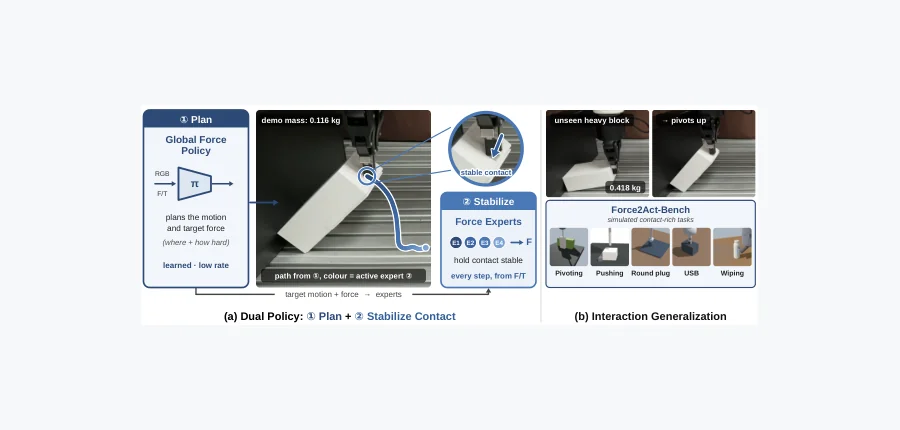 ① Plan
Global Force
Policy
RGB
F/T
π
plans the motion
and target force
(where + how hard)
learned · low rate
demo mass: 0.116 kg
path from ①, colour = active expert ②
stable contact
② Stabilize
Force Experts
E1 E2 E3 E4 → F
hold contact stable
every step, from F/T
target motion + force → experts
(a) Dual Policy: ① Plan + ② Stabilize Contact
unseen heavy block
0.418 kg
→ pivots up
Force2Act-Bench
simulated contact-rich tasks
Pivoting Pushing Round plug USB Wiping
(b) Interaction Generalization